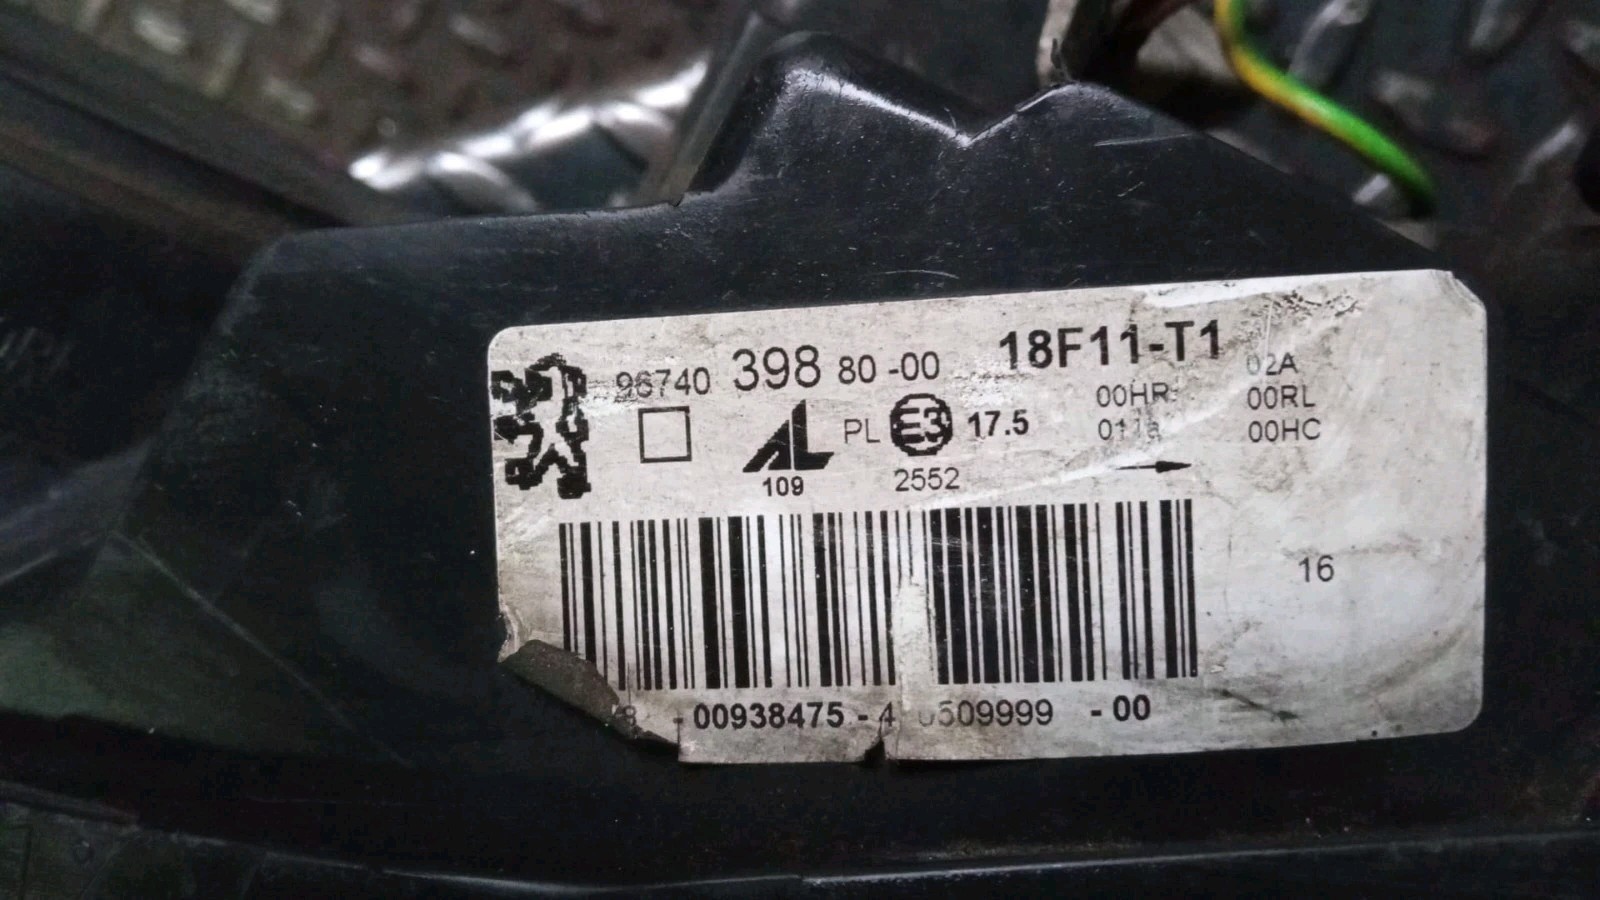 96740 398 80 -00 18F11-T1 02A
00HR 00RL
AL PL E3 17.5 00HC
109 2552
16
- 00938475 - 4 0509999 - 00